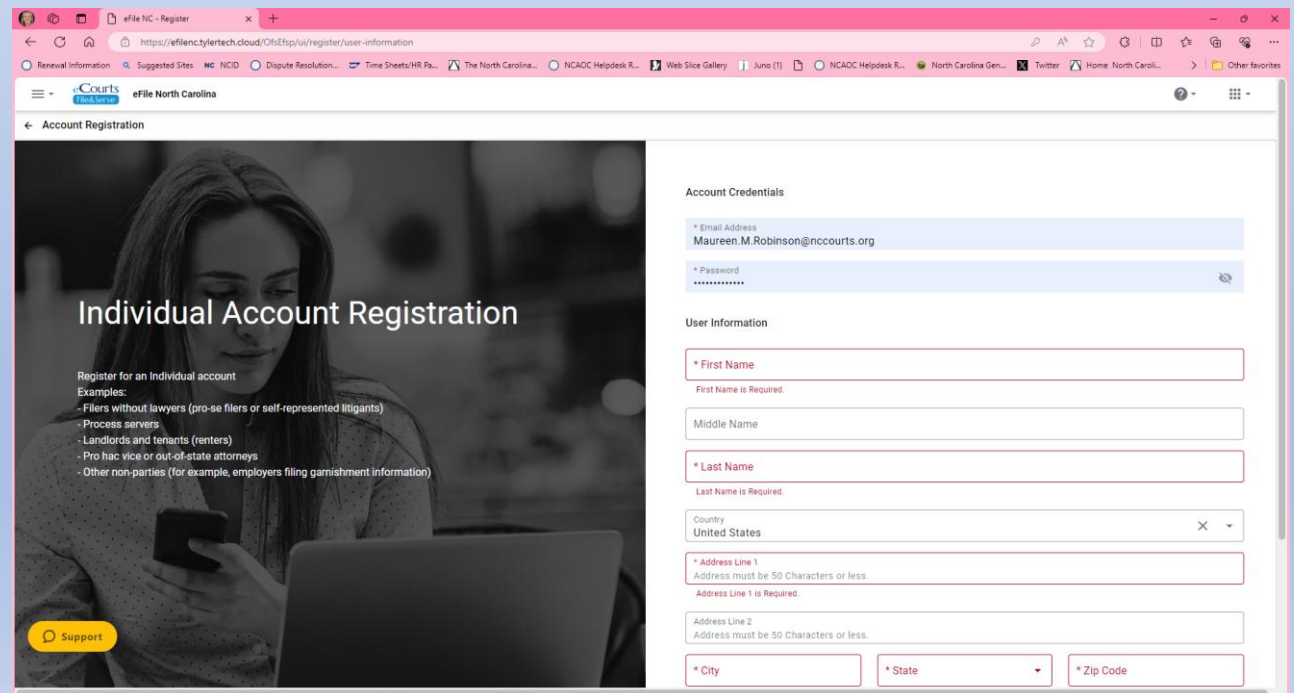 eFile NC - Register
https://efilenc.tylertech.cloud/OfsEfsp/ui/register/user-information
Renewal Information Suggested Sites NC NCID Dispute Resolution... Time Sheets/HR Pa... The North Carolina... NCAOC Helpdesk R... Web Slice Gallery Juno (1) NCAOC Helpdesk R... North Carolina Gen... Twitter Home North Caroli... Other favorites
eCourts
File&Serve
eFile North Carolina
Account Registration
Individual Account Registration
Register for an Individual account
Examples:
- Filers without lawyers (pro-se filers or self-represented litigants)
- Process servers
- Landlords and tenants (renters)
- Pro hac vice or out-of-state attorneys
- Other non-parties (for example, employers filing garnishment information)
Support
Account Credentials
* Email Address
Maureen.M.Robinson@nccourts.org
* Password
•••••••••••••
User Information
* First Name
First Name is Required.
Middle Name
* Last Name
Last Name is Required.
Country
United States
* Address Line 1
Address must be 50 Characters or less.
Address Line 1 is Required.
Address Line 2
Address must be 50 Characters or less.
* City * State * Zip Code